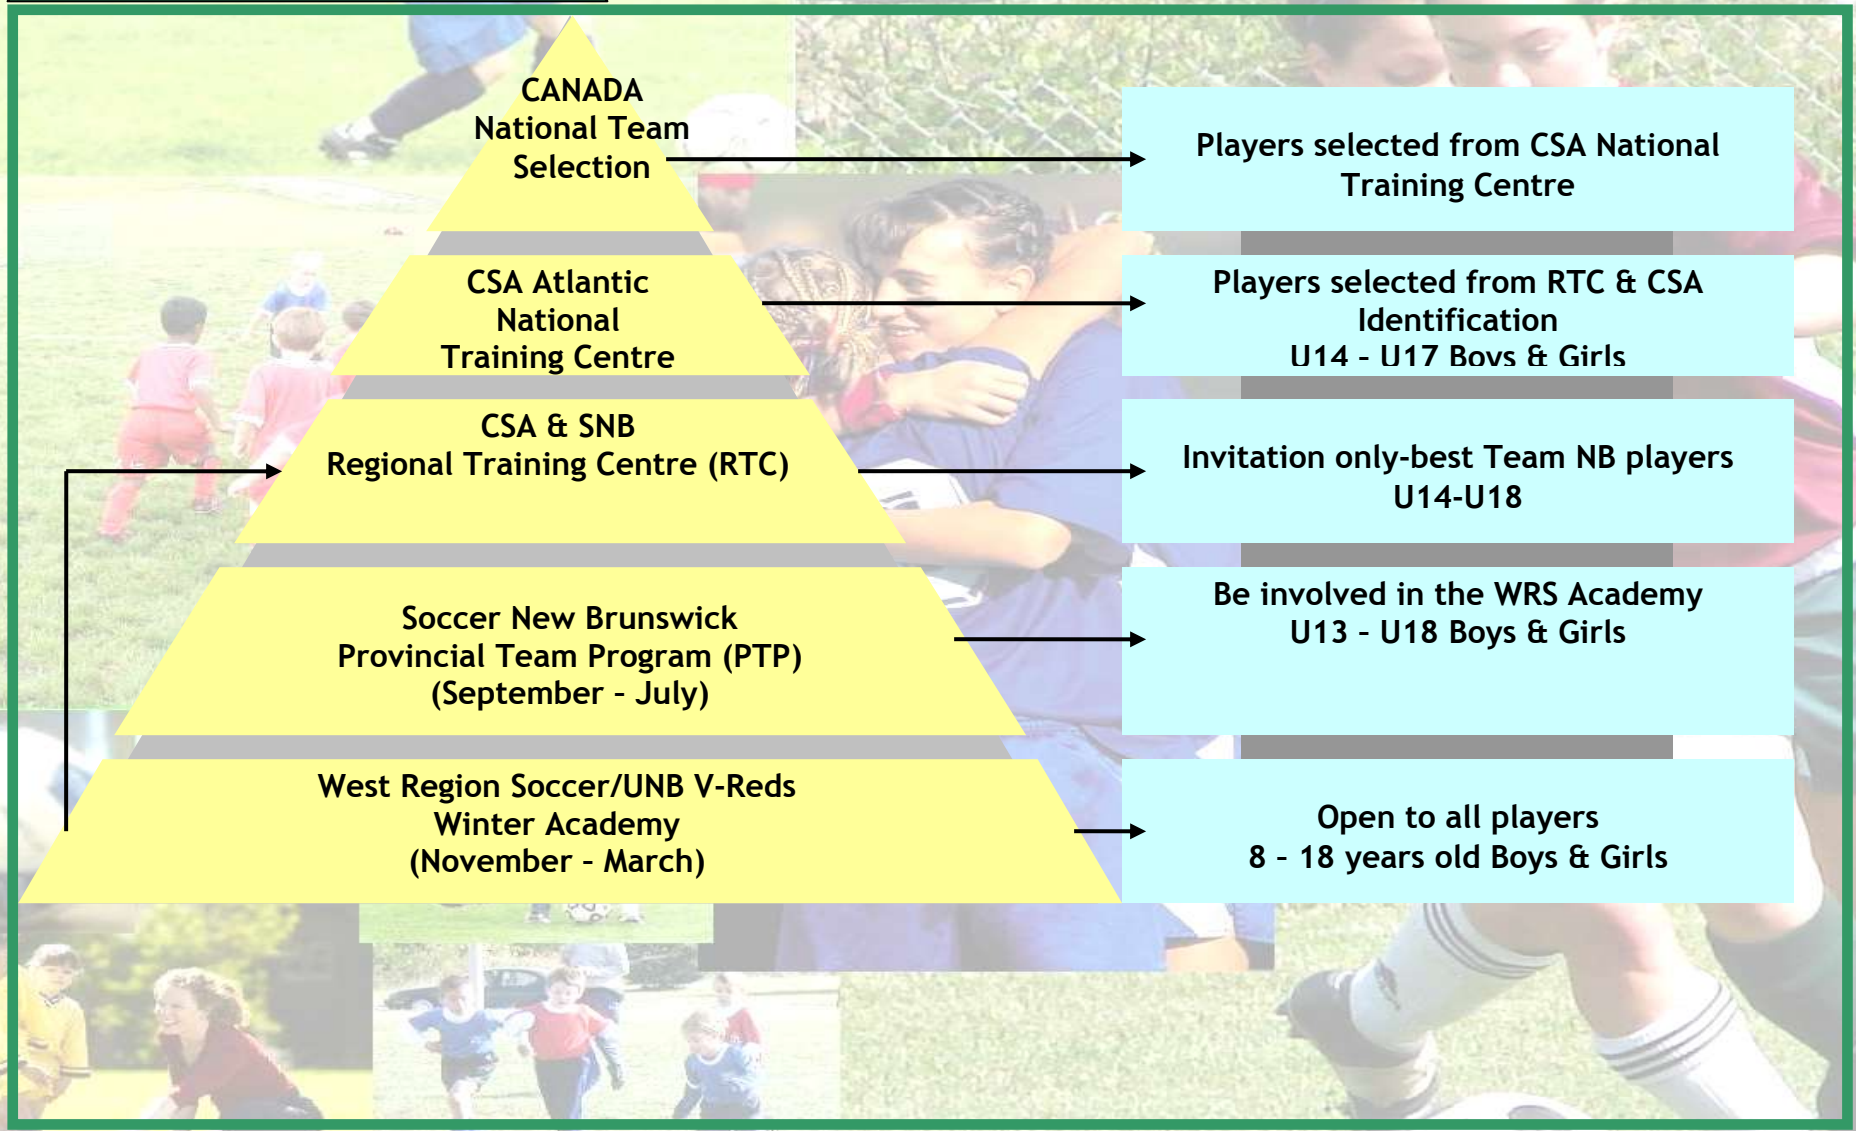 CANADA
National Team
Selection
Players selected from CSA National
Training Centre
CSA Atlantic
National
Training Centre
Players selected from RTC & CSA
Identification
U14 – U17 Boys & Girls
CSA & SNB
Regional Training Centre (RTC)
Invitation only-best Team NB players
U14-U18
Soccer New Brunswick
Provincial Team Program (PTP)
(September – July)
Be involved in the WRS Academy
U13 – U18 Boys & Girls
West Region Soccer/UNB V-Reds
Winter Academy
(November – March)
Open to all players
8 – 18 years old Boys & Girls